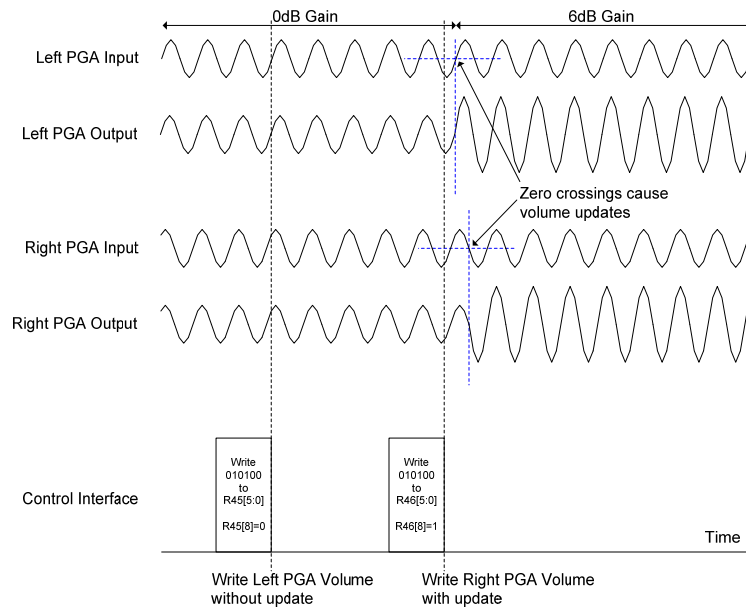 0dB Gain
6dB Gain
Left PGA Input
Left PGA Output
Zero crossings cause
volume updates
Right PGA Input
Right PGA Output
Control Interface
Write
010100
to
R45[5:0]
R45[8]=0
Write
010100
to
R46[5:0]
R46[8]=1
Time
Write Left PGA Volume
without update
Write Right PGA Volume
with update